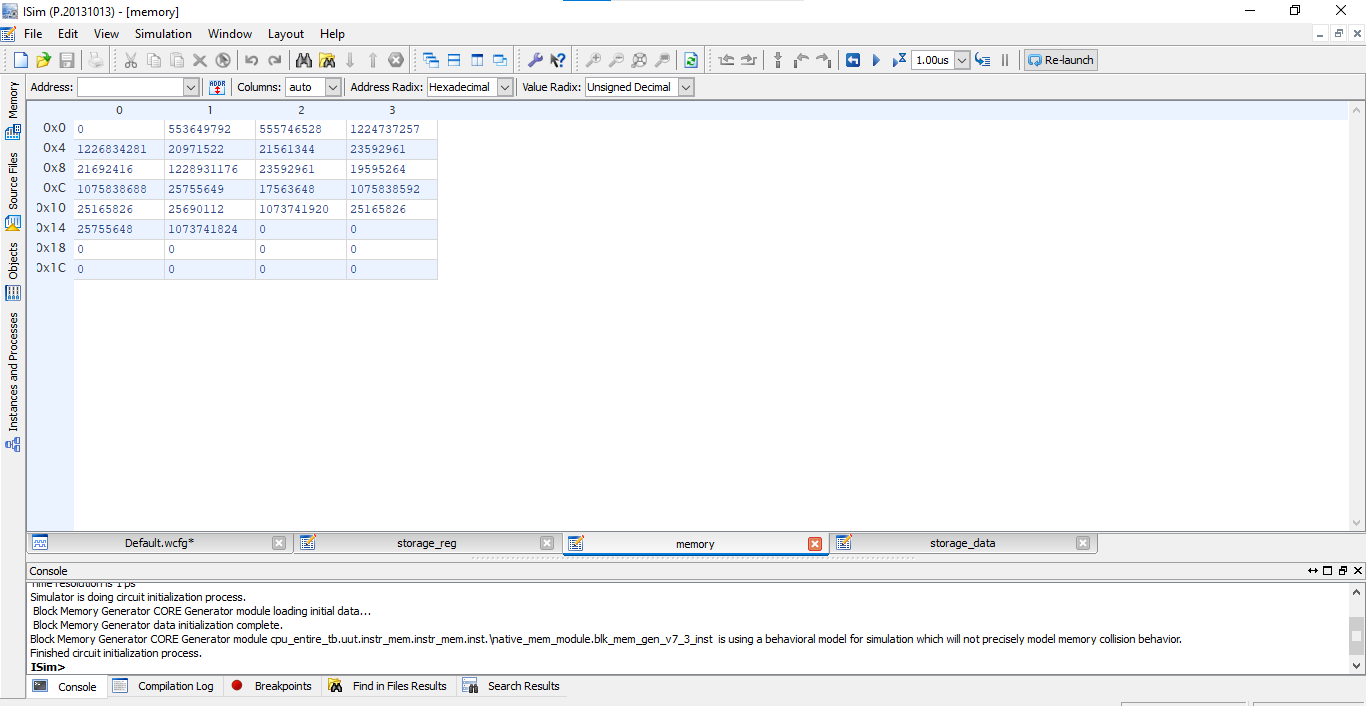 ISim (P.20131013) - [memory]
File Edit View Simulation Window Layout Help
1.00us Re-launch
Address: Columns: auto Address Radix: Hexadecimal Value Radix: Unsigned Decimal
Memory
Source Files
Objects
Instances and Processes
0 1 2 3
0x0 0 553649792 555746528 1224737257
0x4 1226834281 20971522 21561344 23592961
0x8 21692416 1228931176 23592961 19595264
0xC 1075838688 25755649 17563648 1075838592
0x10 25165826 25690112 1073741920 25165826
0x14 25755648 1073741824 0 0
0x18 0 0 0 0
0x1C 0 0 0 0
Default.wcfg* storage_reg memory storage_data
Console
Time resolution is 1 ps
Simulator is doing circuit initialization process.
Block Memory Generator CORE Generator module loading initial data...
Block Memory Generator data initialization complete.
Block Memory Generator CORE Generator module cpu_entire_tb.uut.instr_mem.instr_mem.inst.\native_mem_module.blk_mem_gen_v7_3_inst is using a behavioral model for simulation which will not precisely model memory collision behavior.
Finished circuit initialization process.
ISim>
Console Compilation Log Breakpoints Find in Files Results Search Results